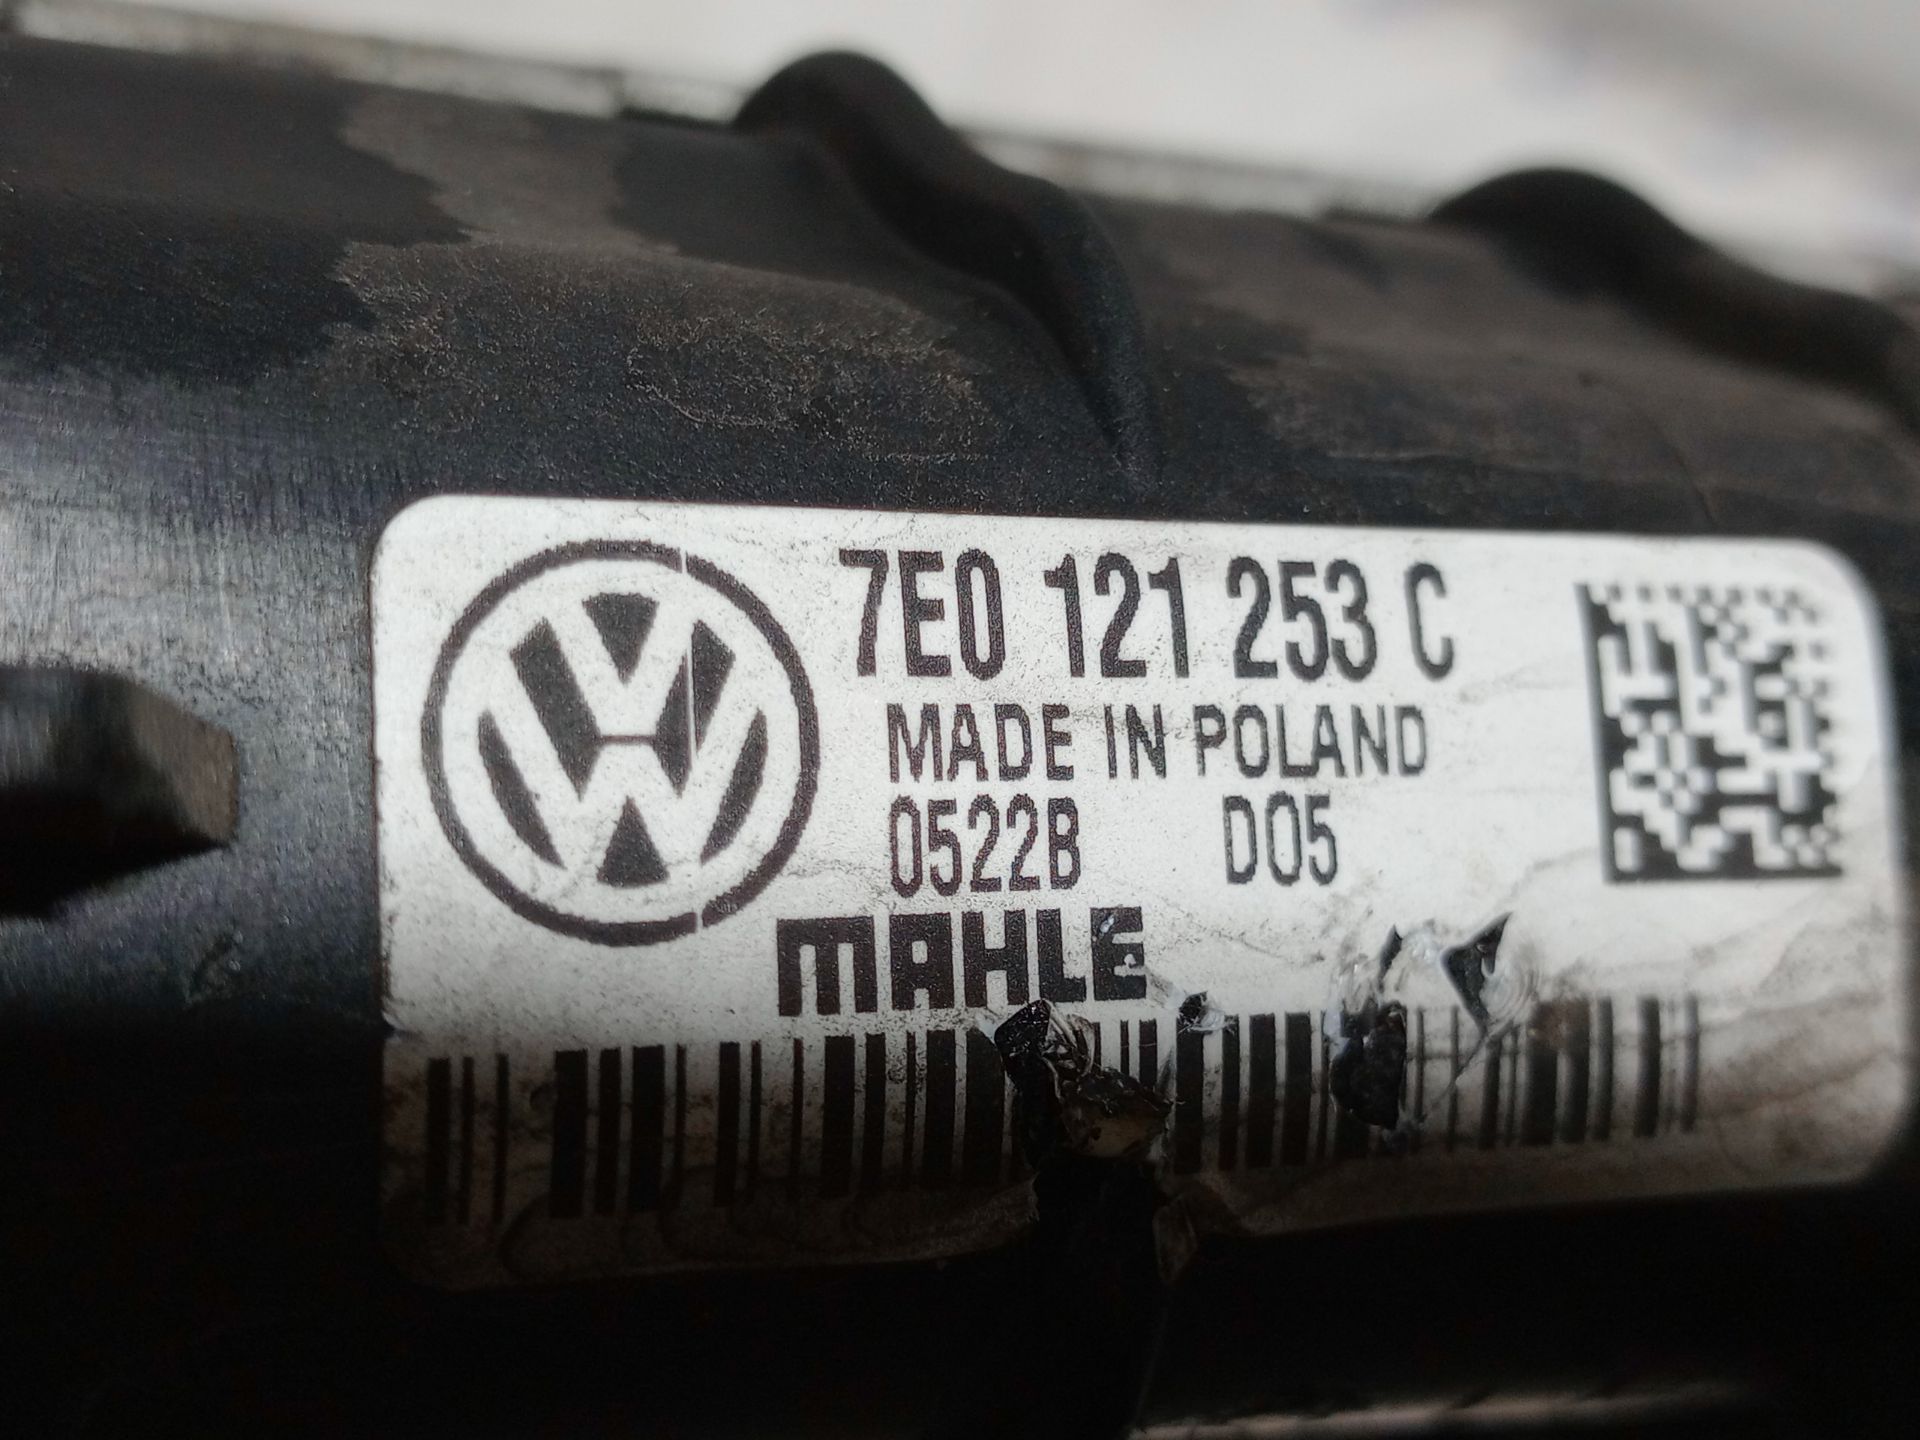 7E0 121 253 C
MADE IN POLAND
0522B D05
MAHLE